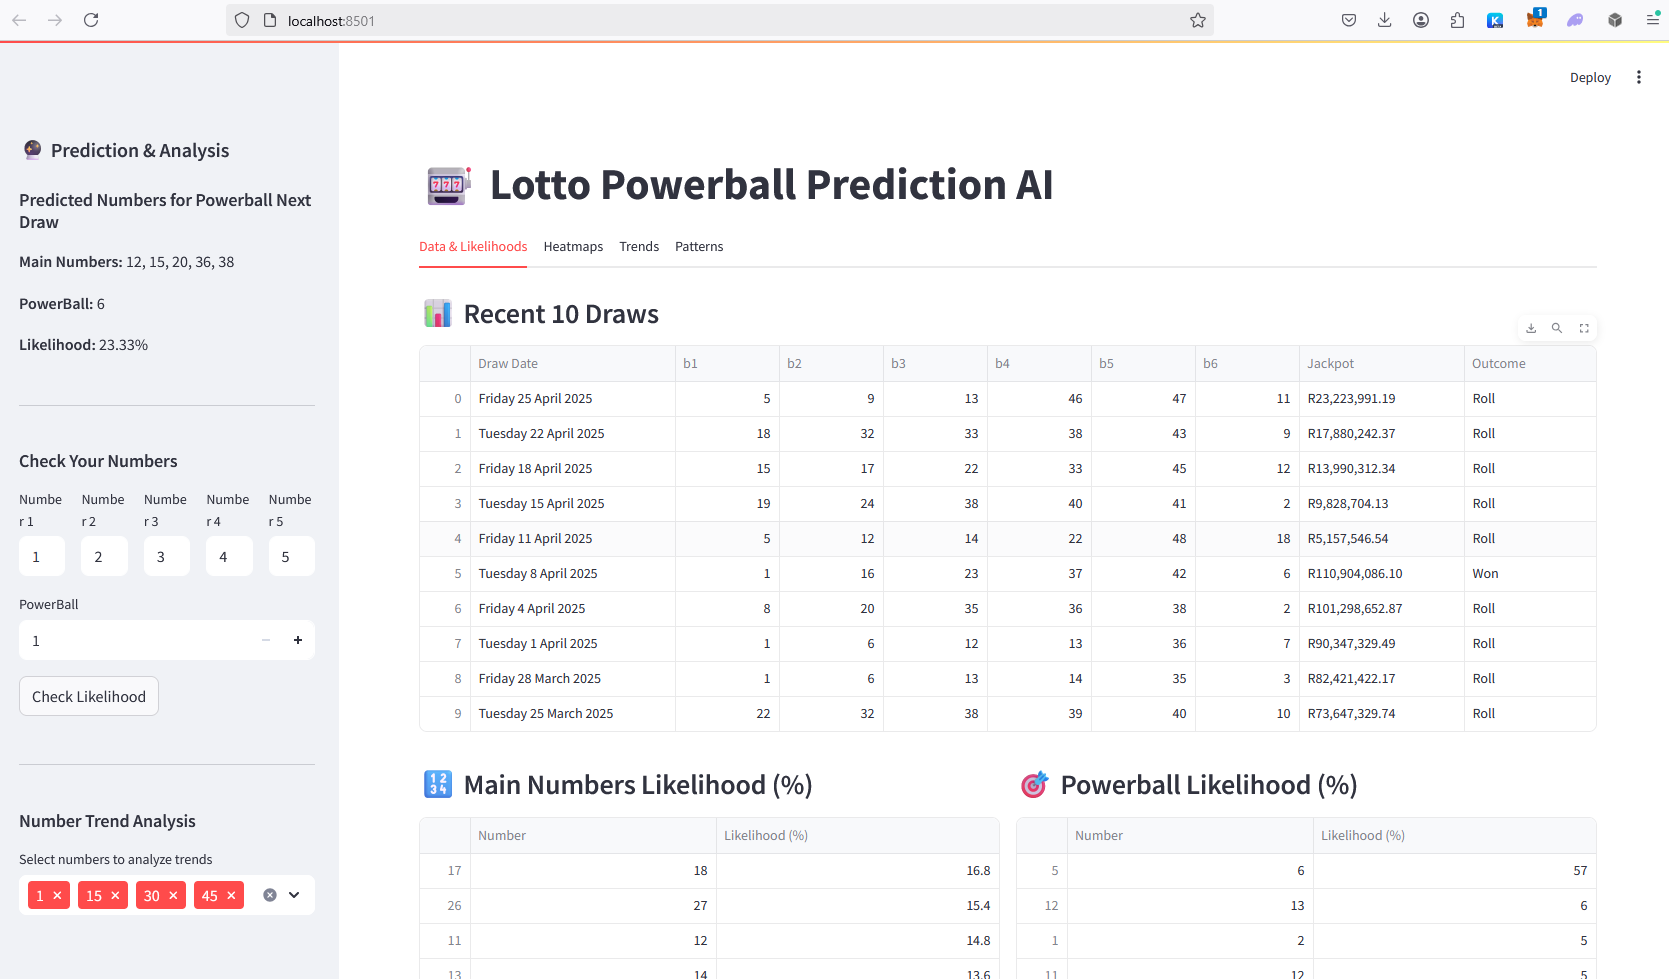 localhost:8501
1
Deploy
Prediction & Analysis
Predicted Numbers for Powerball Next
Draw
Main Numbers: 12, 15, 20, 36, 38
PowerBall: 6
Likelihood: 23.33%
Check Your Numbers
Numbe Numbe Numbe Numbe Numbe
r 1 r 2 r 3 r 4 r 5
1 2 3 4 5
PowerBall
1 − +
Check Likelihood
Number Trend Analysis
Select numbers to analyze trends
1 × 15 × 30 × 45 ×
Lotto Powerball Prediction AI
Data & Likelihoods Heatmaps Trends Patterns
Recent 10 Draws
Draw Date b1 b2 b3 b4 b5 b6 Jackpot Outcome
0 Friday 25 April 2025 5 9 13 46 47 11 R23,223,991.19 Roll
1 Tuesday 22 April 2025 18 32 33 38 43 9 R17,880,242.37 Roll
2 Friday 18 April 2025 15 17 22 33 45 12 R13,990,312.34 Roll
3 Tuesday 15 April 2025 19 24 38 40 41 2 R9,828,704.13 Roll
4 Friday 11 April 2025 5 12 14 22 48 18 R5,157,546.54 Roll
5 Tuesday 8 April 2025 1 16 23 37 42 6 R110,904,086.10 Won
6 Friday 4 April 2025 8 20 35 36 38 2 R101,298,652.87 Roll
7 Tuesday 1 April 2025 1 6 12 13 36 7 R90,347,329.49 Roll
8 Friday 28 March 2025 1 6 13 14 35 3 R82,421,422.17 Roll
9 Tuesday 25 March 2025 22 32 38 39 40 10 R73,647,329.74 Roll
Main Numbers Likelihood (%)
Number Likelihood (%)
17 18 16.8
26 27 15.4
11 12 14.8
13 14 13.6
Powerball Likelihood (%)
Number Likelihood (%)
5 6 57
12 13 6
1 2 5
11 12 5